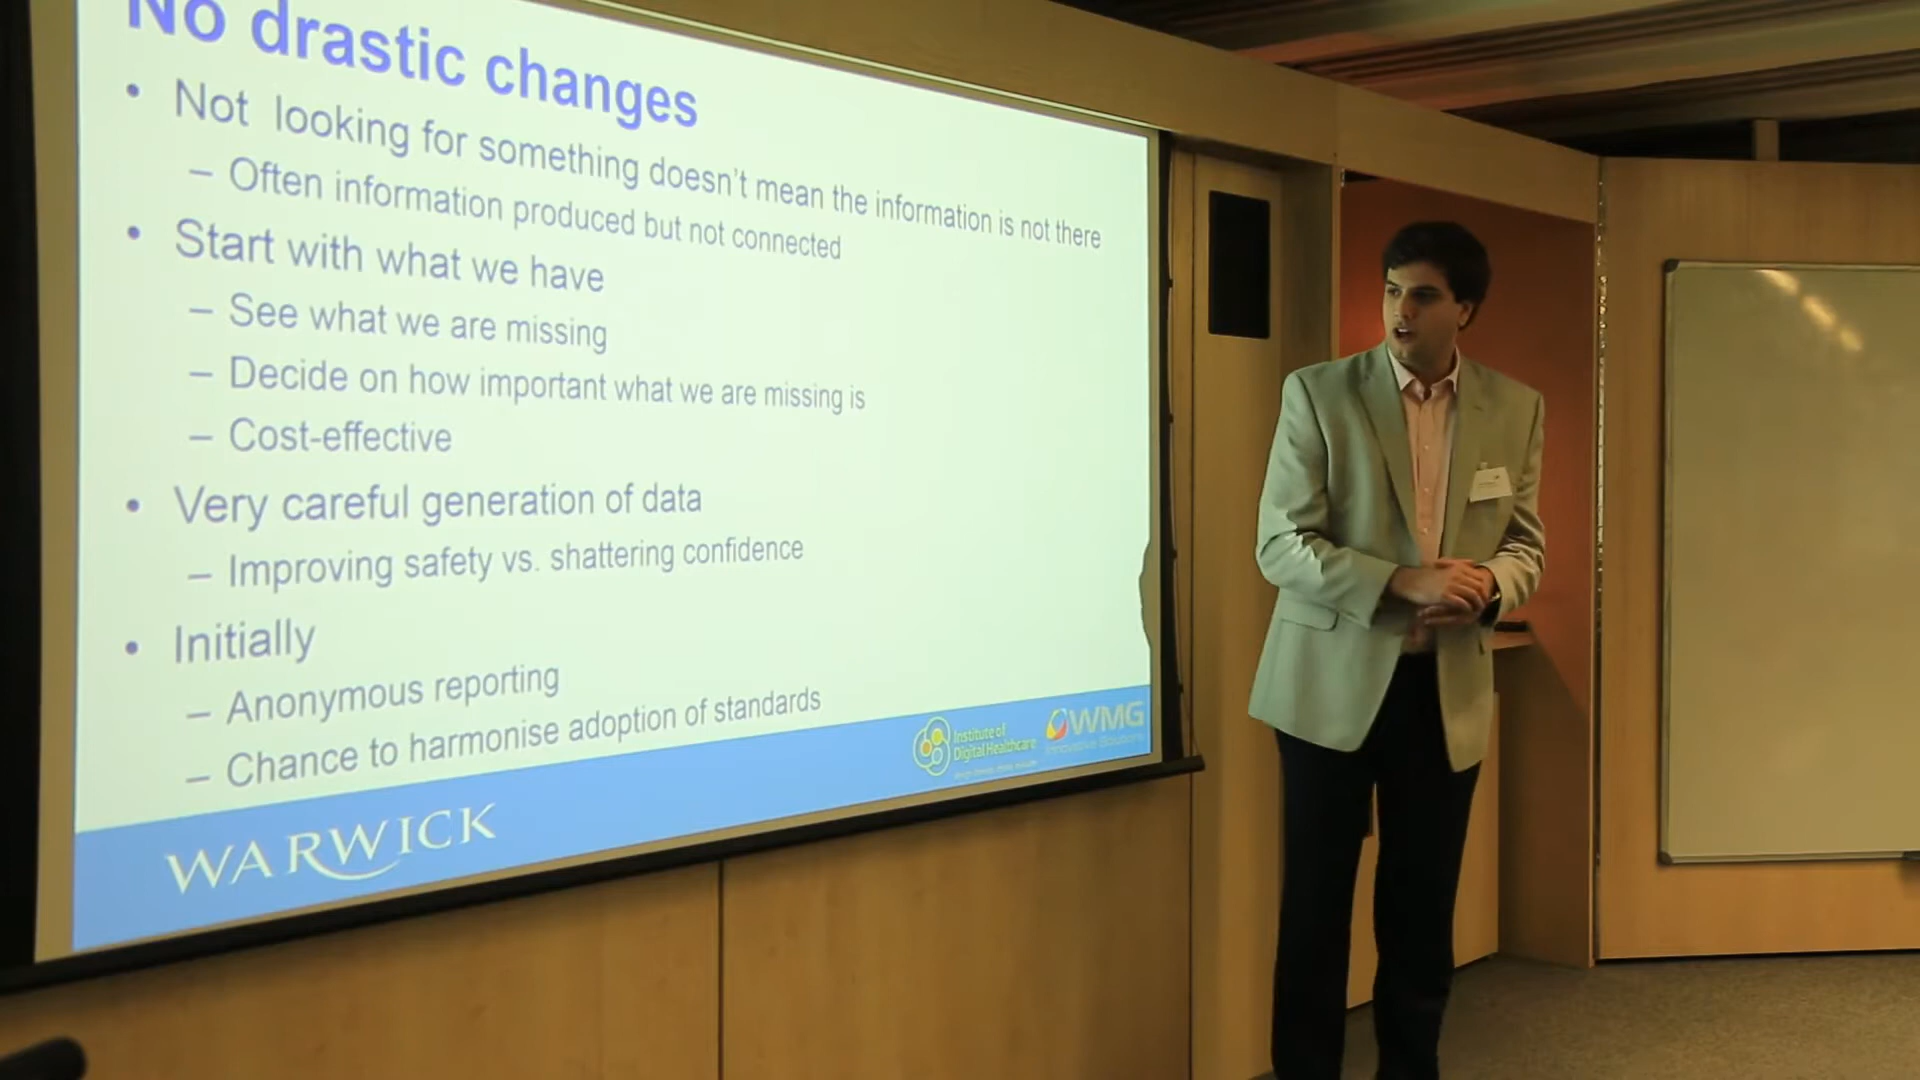 No drastic changes
• Not looking for something doesn't mean the information is not there
– Often information produced but not connected
• Start with what we have
– See what we are missing
– Decide on how important what we are missing is
– Cost-effective
• Very careful generation of data
– Improving safety vs. shattering confidence
• Initially
– Anonymous reporting
– Chance to harmonise adoption of standards
Institute of
Digital Healthcare
WMG
Innovative Solutions
WARWICK